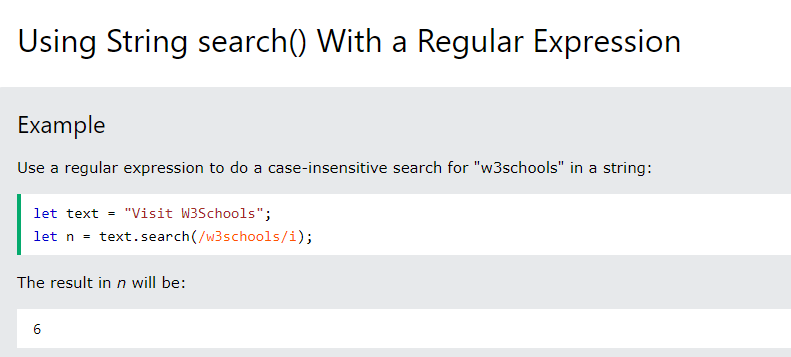 Using String search() With a Regular Expression
Example
Use a regular expression to do a case-insensitive search for "w3schools" in a string:
let text = "Visit W3Schools";
let n = text.search(/w3schools/i);
The result in n will be:
6